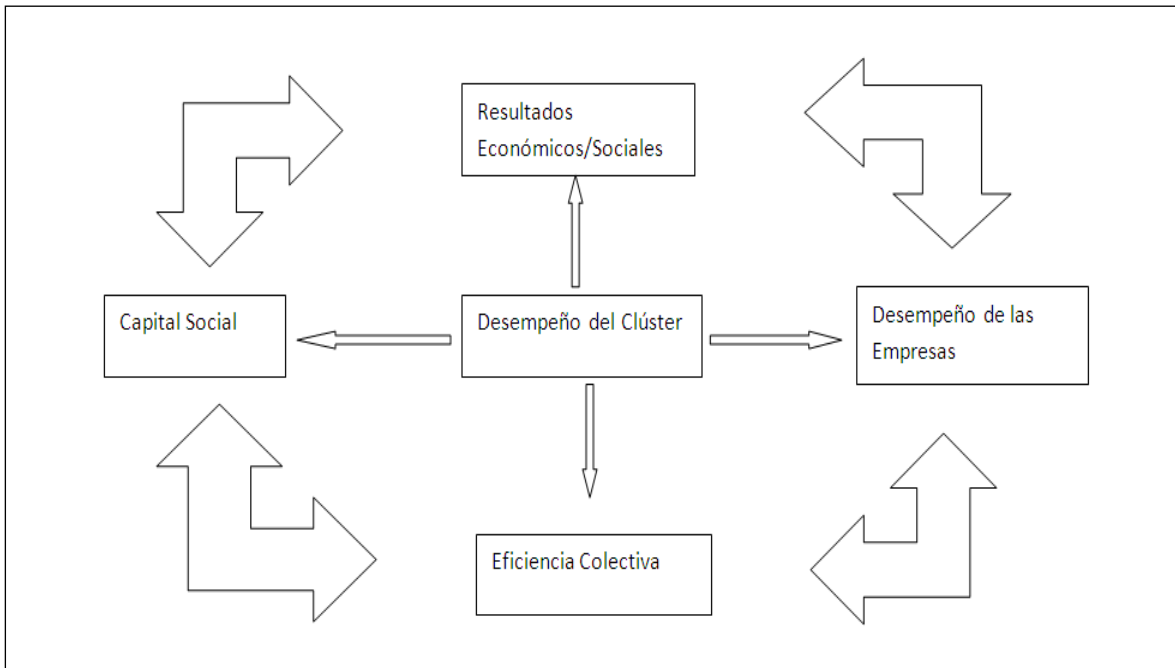 Resultados
Económicos/Sociales
Capital Social
Desempeño del Clúster
Desempeño de las
Empresas
Eficiencia Colectiva